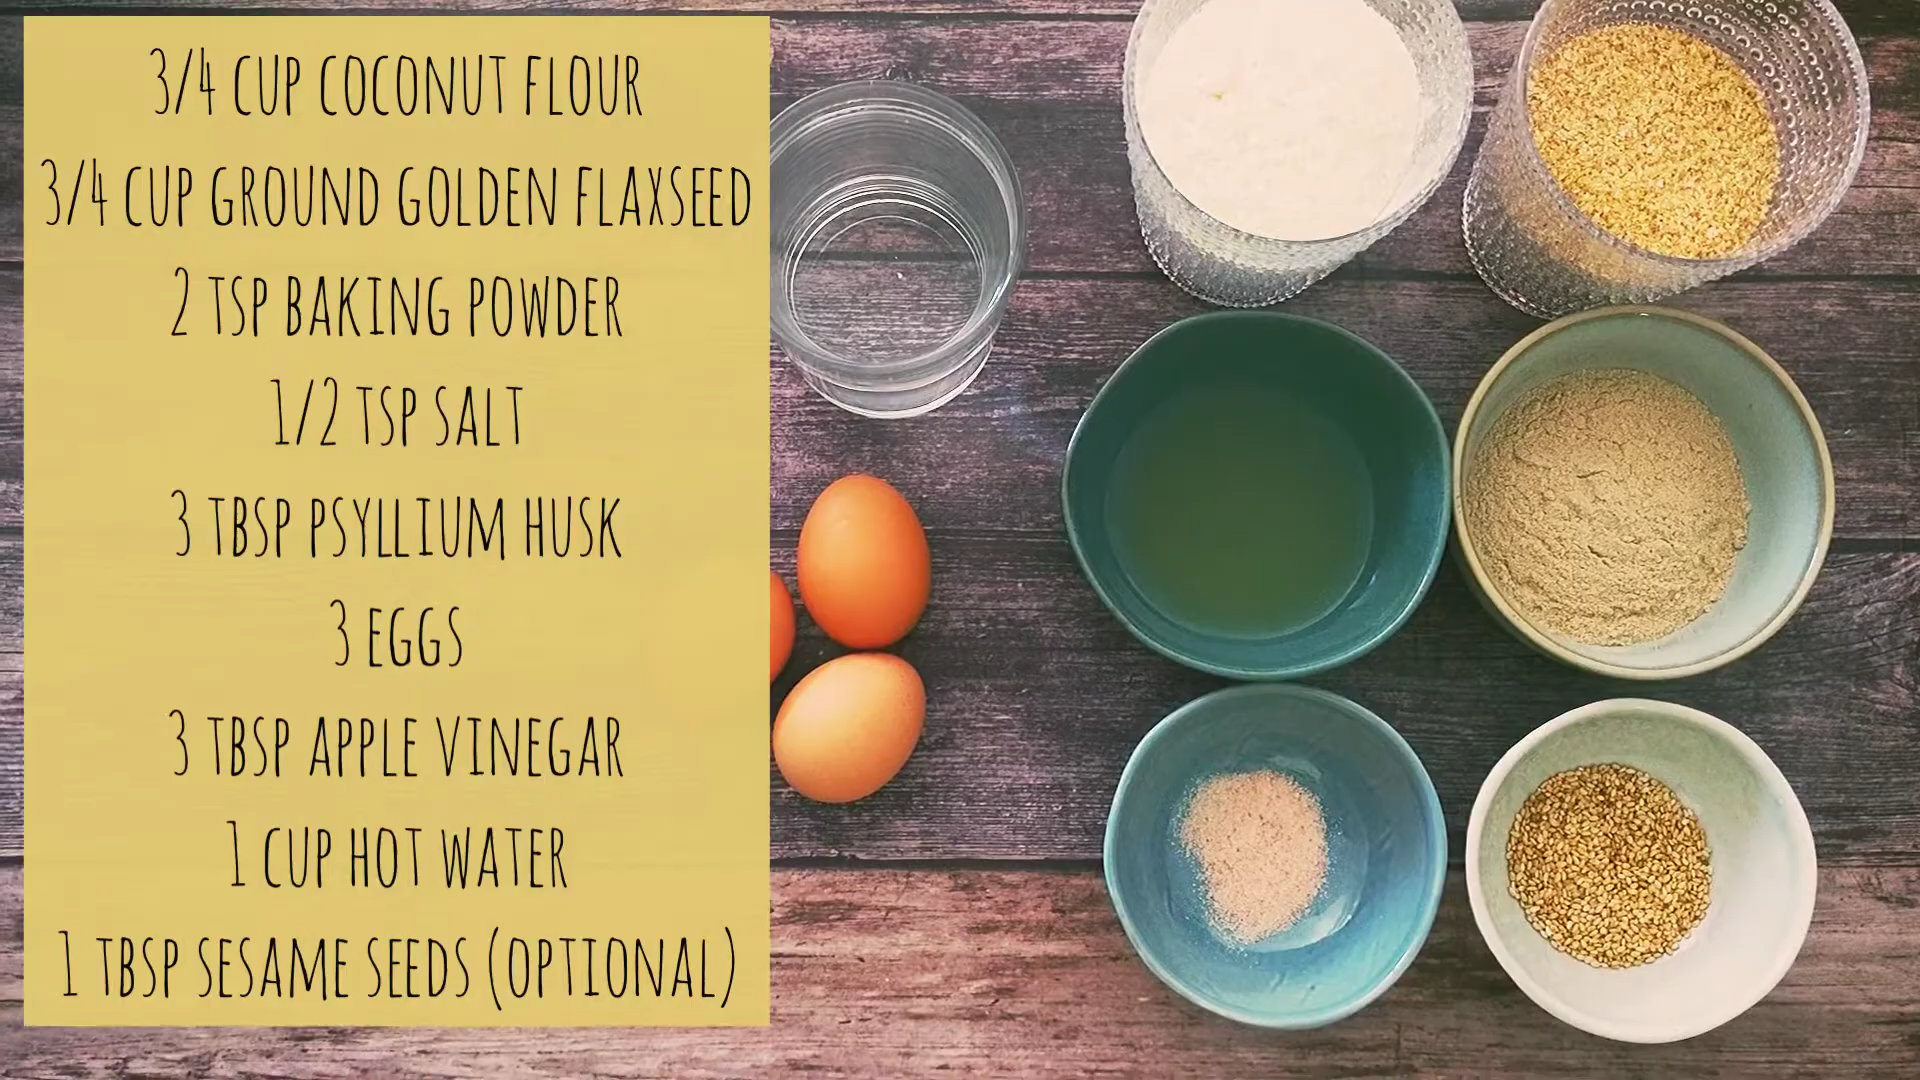 3/4 CUP COCONUT FLOUR
3/4 CUP GROUND GOLDEN FLAXSEED
2 TSP BAKING POWDER
1/2 TSP SALT
3 TBSP PSYLLIUM HUSK
3 EGGS
3 TBSP APPLE VINEGAR
1 CUP HOT WATER
1 TBSP SESAME SEEDS (OPTIONAL)